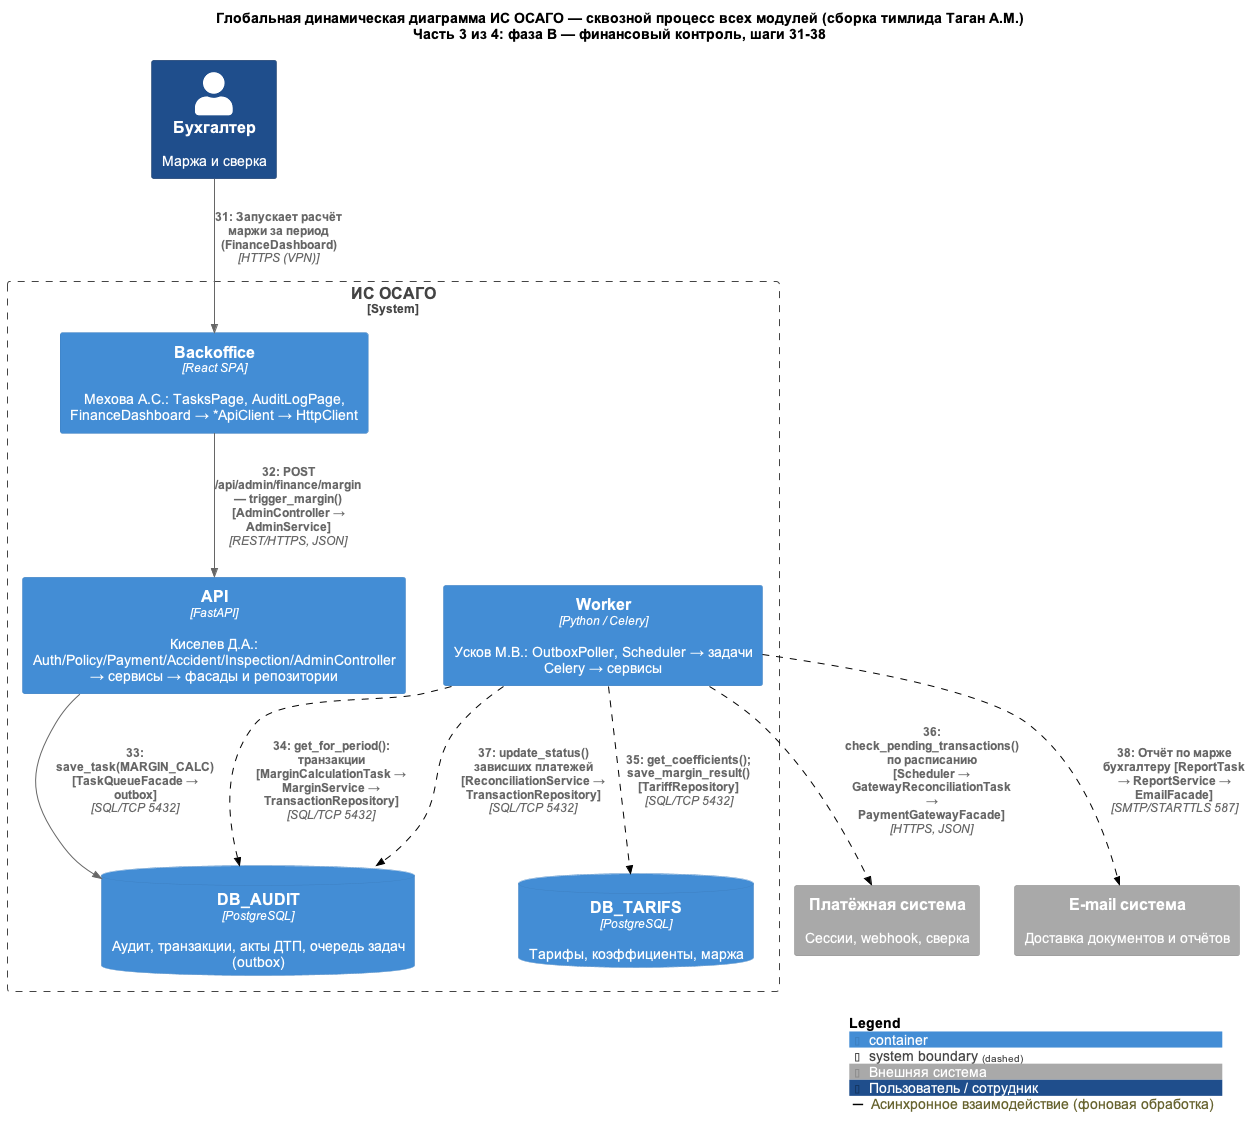 Глобальная динамическая диаграмма ИС ОСАГО — сквозной процесс всех модулей (сборка тимлида Таган А.М.)
Часть 3 из 4: фаза В — финансовый контроль, шаги 31-38
Бухгалтер
Маржа и сверка
31: Запускает расчёт
маржи за период
(FinanceDashboard)
[HTTPS (VPN)]
ИС ОСАГО
[System]
Backoffice
[React SPA]
Мехова А.С.: TasksPage, AuditLogPage,
FinanceDashboard → *ApiClient → HttpClient
32: POST
/api/admin/finance/margin
— trigger_margin()
[AdminController →
AdminService]
[REST/HTTPS, JSON]
API
[FastAPI]
Киселев Д.А.:
Auth/Policy/Payment/Accident/Inspection/AdminController
→ сервисы → фасады и репозитории
Worker
[Python / Celery]
Усков М.В.: OutboxPoller, Scheduler → задачи
Celery → сервисы
33:
save_task(MARGIN_CALC)
[TaskQueueFacade →
outbox]
[SQL/TCP 5432]
34: get_for_period():
транзакции
[MarginCalculationTask →
MarginService →
TransactionRepository]
[SQL/TCP 5432]
37: update_status()
зависших платежей
[ReconciliationService →
TransactionRepository]
[SQL/TCP 5432]
35: get_coefficients();
save_margin_result()
[TariffRepository]
[SQL/TCP 5432]
36:
check_pending_transactions()
по расписанию
[Scheduler →
GatewayReconciliationTask
→
PaymentGatewayFacade]
[HTTPS, JSON]
38: Отчёт по марже
бухгалтеру [ReportTask
→ ReportService →
EmailFacade]
[SMTP/STARTTLS 587]
DB_AUDIT
[PostgreSQL]
Аудит, транзакции, акты ДТП, очередь задач
(outbox)
DB_TARIFS
[PostgreSQL]
Тарифы, коэффициенты, маржа
Платёжная система
Сессии, webhook, сверка
E-mail система
Доставка документов и отчётов
Legend
container
system boundary (dashed)
Внешняя система
Пользователь / сотрудник
Асинхронное взаимодействие (фоновая обработка)